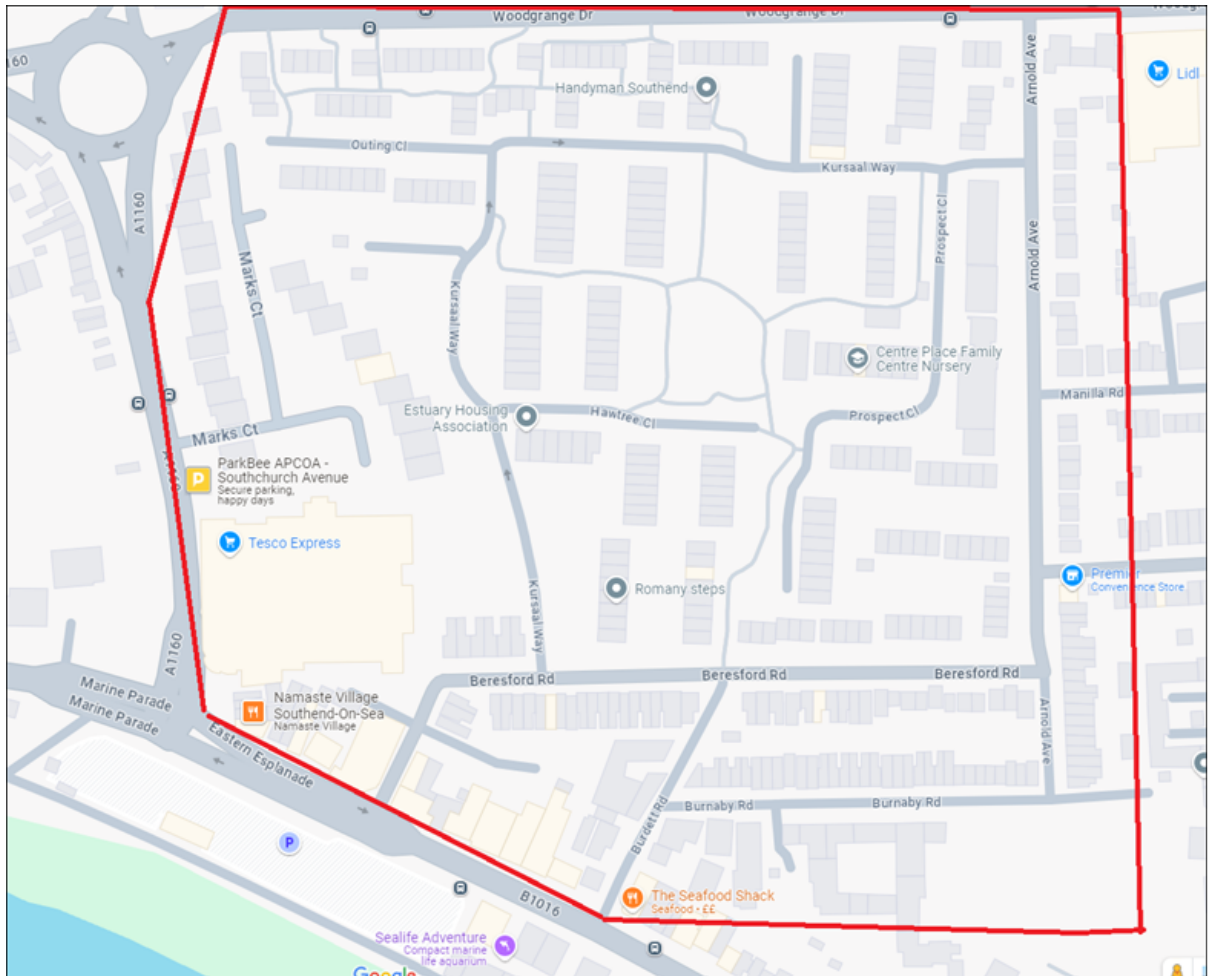 Woodgrange Dr
Woodgrange Dr
160
Arnold Ave
Lidl
Handyman Southend
Outing Cl
Kursaal Way
A1160
Prospect Cl
Arnold Ave
Marks Ct
Kursaal Way
Centre Place Family
Centre Nursery
Manilla Rd
Estuary Housing
Association
Hawtree Cl
Prospect Cl
Marks Ct
ParkBee APCOA -
Southchurch Avenue
Secure parking,
happy days
A1160
P
Tesco Express
Premier
Convenience Store
Romany steps
Kursaal Way
A1160
Beresford Rd
Beresford Rd
Beresford Rd
Marine Parade
Marine Parade
Namaste Village
Southend-On-Sea
Namaste Village
Arnold Ave
Eastern Esplanade
Burnaby Rd
Burnaby Rd
Burdett Rd
P
B1016
The Seafood Shack
Seafood • ££
Sealife Adventure
Compact marine
life aquarium
Google